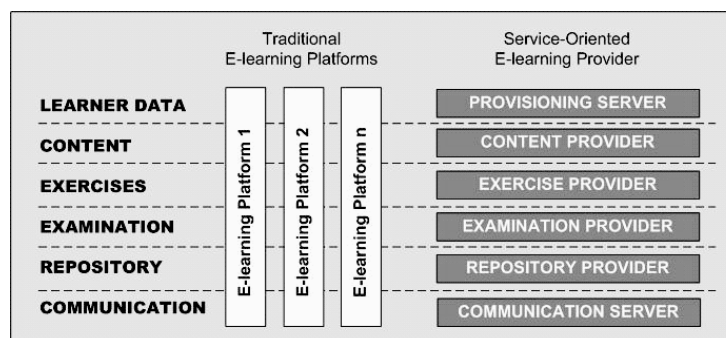 Traditional
E-learning Platforms
Service-Oriented
E-learning Provider
LEARNER DATA
CONTENT
EXERCISES
EXAMINATION
REPOSITORY
COMMUNICATION
E-learning Platform 1
E-learning Platform 2
E-learning Platform n
PROVISIONING SERVER
CONTENT PROVIDER
EXERCISE PROVIDER
EXAMINATION PROVIDER
REPOSITORY PROVIDER
COMMUNICATION SERVER